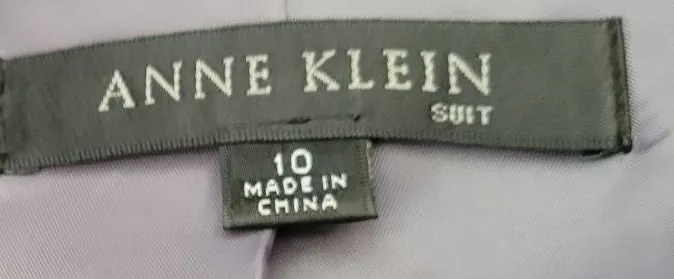 ANNE KLEIN
SUIT
10
MADE IN
CHINA